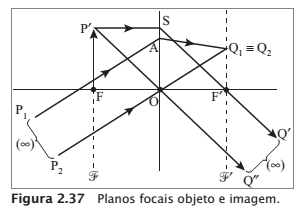 P′ S
A Q₁ ≡ Q₂
F O F′
P₁
(∞)
P₂
Q′
(∞)
ℱ ℱ′ Q″
Figura 2.37 Planos focais objeto e imagem.